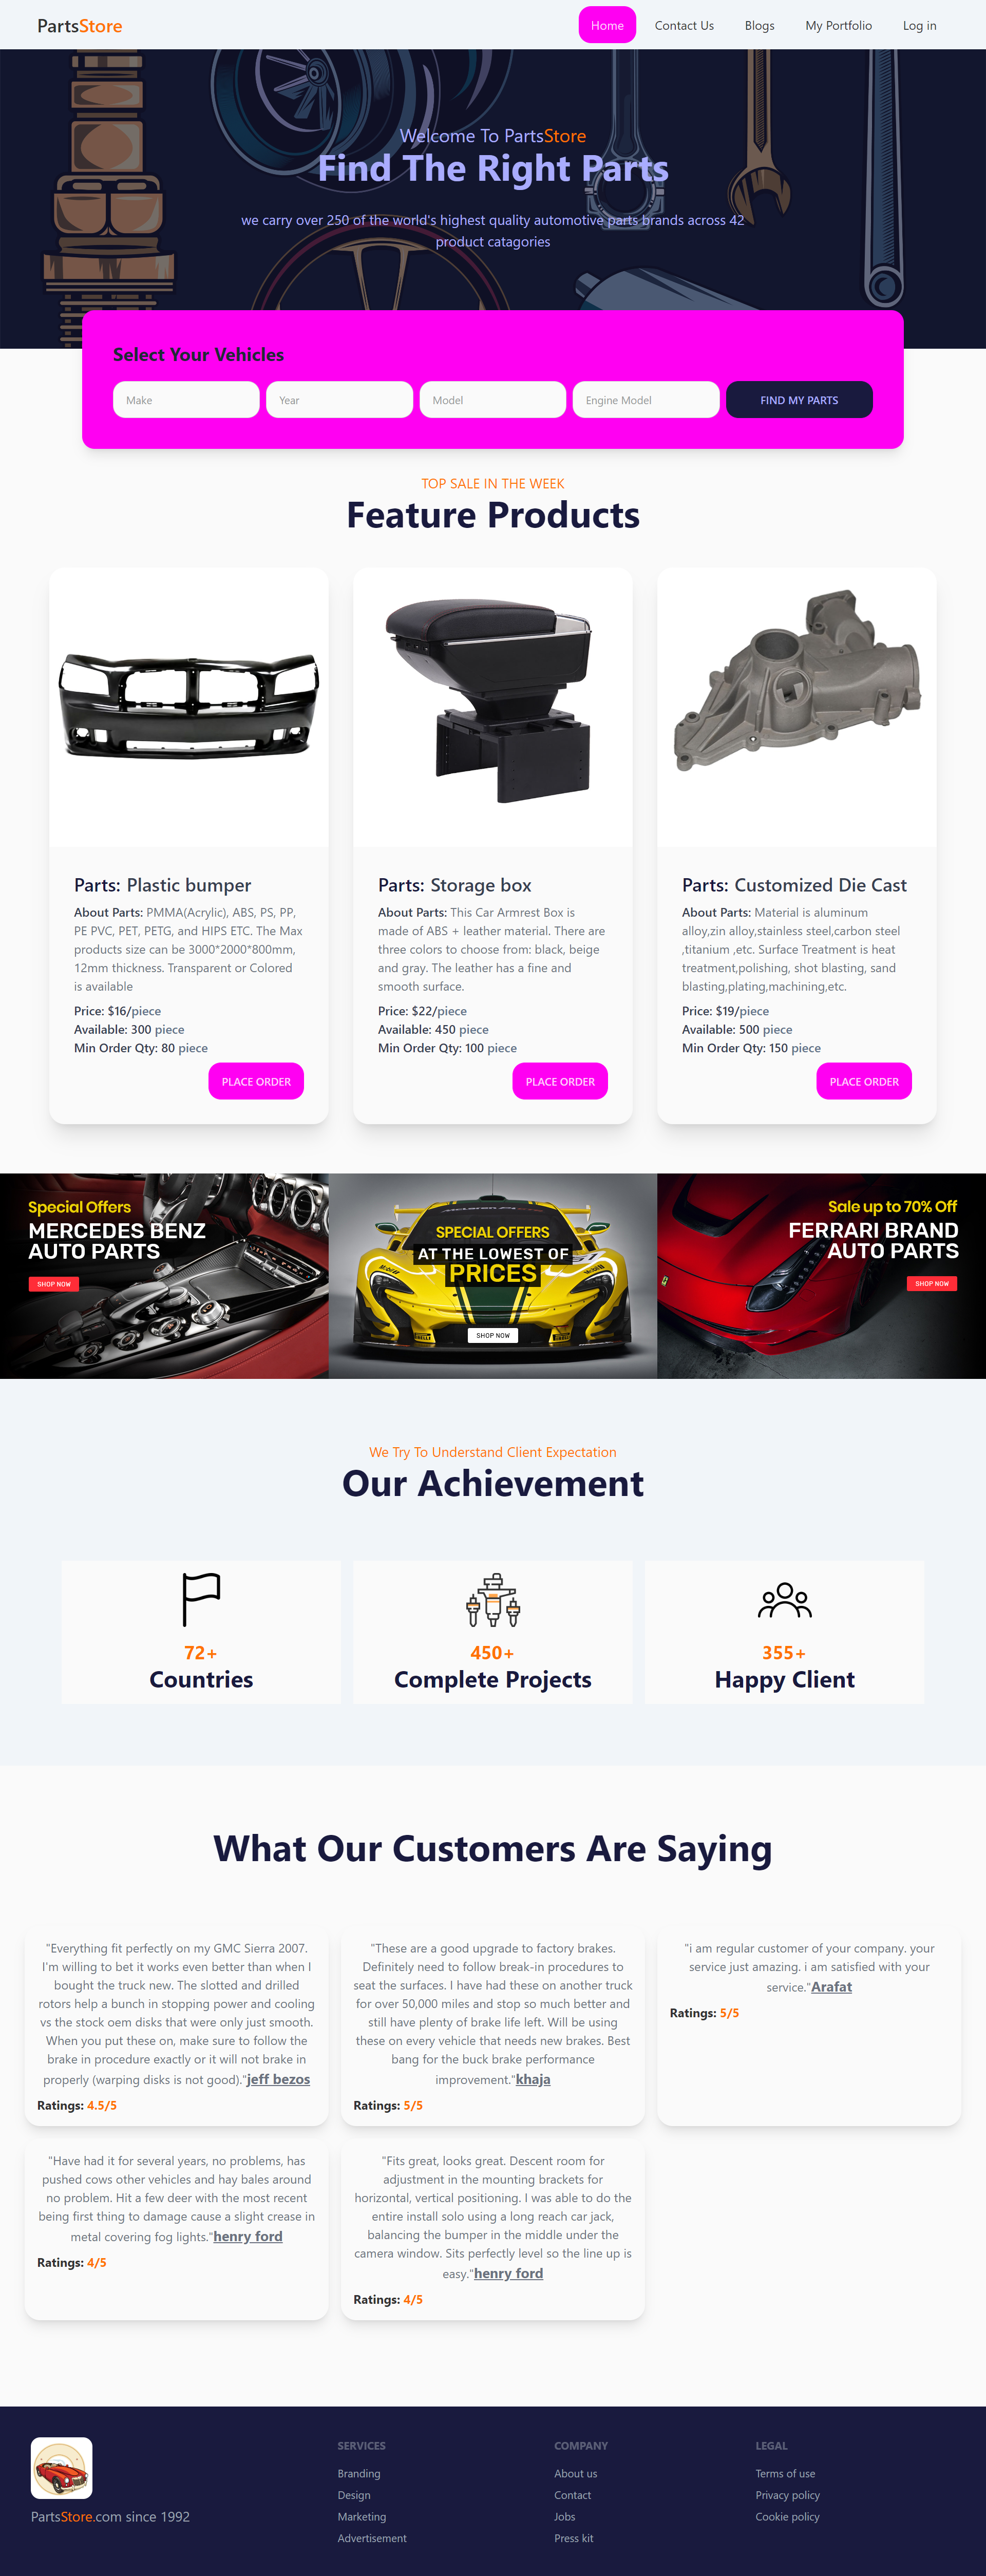 PartsStore
Home
Contact Us
Blogs
My Portfolio
Log in
Welcome To PartsStore
Find The Right Parts
we carry over 250 of the world's highest quality automotive parts brands across 42
product catagories
Select Your Vehicles
Make
Year
Model
Engine Model
FIND MY PARTS
TOP SALE IN THE WEEK
Feature Products
Parts: Plastic bumper
About Parts: PMMA(Acrylic), ABS, PS, PP,
PE PVC, PET, PETG, and HIPS ETC. The Max
products size can be 3000*2000*800mm,
12mm thickness. Transparent or Colored
is available
Price: $16/piece
Available: 300 piece
Min Order Qty: 80 piece
PLACE ORDER
Parts: Storage box
About Parts: This Car Armrest Box is
made of ABS + leather material. There are
three colors to choose from: black, beige
and gray. The leather has a fine and
smooth surface.
Price: $22/piece
Available: 450 piece
Min Order Qty: 100 piece
PLACE ORDER
Parts: Customized Die Cast
About Parts: Material is aluminum
alloy,zin alloy,stainless steel,carbon steel
,titanium ,etc. Surface Treatment is heat
treatment,polishing, shot blasting, sand
blasting,plating,machining,etc.
Price: $19/piece
Available: 500 piece
Min Order Qty: 150 piece
PLACE ORDER
Special Offers
MERCEDES BENZ
AUTO PARTS
SHOP NOW
SPECIAL OFFERS
AT THE LOWEST OF
PRICES
SHOP NOW
Sale up to 70% Off
FERRARI BRAND
AUTO PARTS
SHOP NOW
We Try To Understand Client Expectation
Our Achievement
72+
Countries
450+
Complete Projects
355+
Happy Client
What Our Customers Are Saying
"Everything fit perfectly on my GMC Sierra 2007.
I'm willing to bet it works even better than when I
bought the truck new. The slotted and drilled
rotors help a bunch in stopping power and cooling
vs the stock oem disks that were only just smooth.
When you put these on, make sure to follow the
brake in procedure exactly or it will not brake in
properly (warping disks is not good)."jeff bezos
Ratings: 4.5/5
"These are a good upgrade to factory brakes.
Definitely need to follow break-in procedures to
seat the surfaces. I have had these on another truck
for over 50,000 miles and stop so much better and
still have plenty of brake life left. Will be using
these on every vehicle that needs new brakes. Best
bang for the buck brake performance
improvement."khaja
Ratings: 5/5
"i am regular customer of your company. your
service just amazing. i am satisfied with your
service."Arafat
Ratings: 5/5
"Have had it for several years, no problems, has
pushed cows other vehicles and hay bales around
no problem. Hit a few deer with the most recent
being first thing to damage cause a slight crease in
metal covering fog lights."henry ford
Ratings: 4/5
"Fits great, looks great. Descent room for
adjustment in the mounting brackets for
horizontal, vertical positioning. I was able to do the
entire install solo using a long reach car jack,
balancing the bumper in the middle under the
camera window. Sits perfectly level so the line up is
easy."henry ford
Ratings: 4/5
PartsStore.com since 1992
SERVICES
Branding
Design
Marketing
Advertisement
COMPANY
About us
Contact
Jobs
Press kit
LEGAL
Terms of use
Privacy policy
Cookie policy